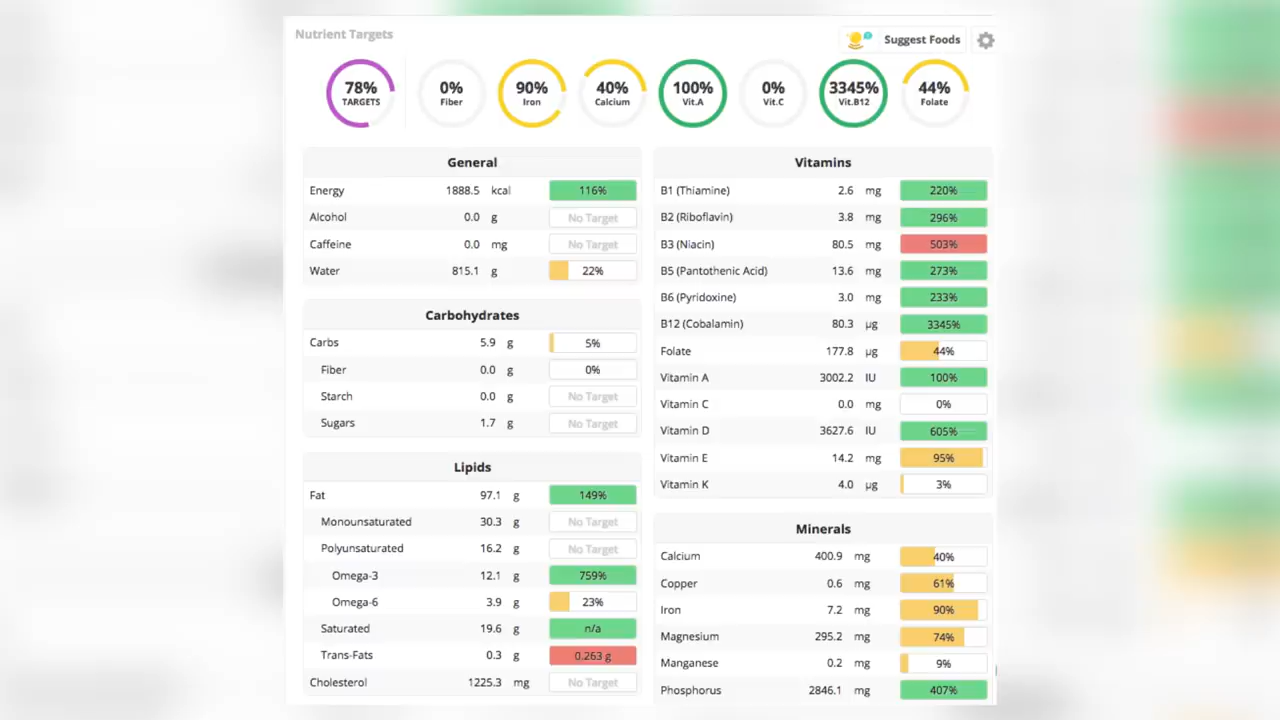 Nutrient Targets
Suggest Foods
78% TARGETS
0% Fiber
90% Iron
40% Calcium
100% Vit.A
0% Vit.C
3345% Vit.B12
44% Folate
General
Energy 1888.5 kcal 116%
Alcohol 0.0 g No Target
Caffeine 0.0 mg No Target
Water 815.1 g 22%
Carbohydrates
Carbs 5.9 g 5%
Fiber 0.0 g 0%
Starch 0.0 g No Target
Sugars 1.7 g No Target
Lipids
Fat 97.1 g 149%
Monounsaturated 30.3 g No Target
Polyunsaturated 16.2 g No Target
Omega-3 12.1 g 759%
Omega-6 3.9 g 23%
Saturated 19.6 g n/a
Trans-Fats 0.3 g 0.263 g
Cholesterol 1225.3 mg No Target
Vitamins
B1 (Thiamine) 2.6 mg 220%
B2 (Riboflavin) 3.8 mg 296%
B3 (Niacin) 80.5 mg 503%
B5 (Pantothenic Acid) 13.6 mg 273%
B6 (Pyridoxine) 3.0 mg 233%
B12 (Cobalamin) 80.3 µg 3345%
Folate 177.8 µg 44%
Vitamin A 3002.2 IU 100%
Vitamin C 0.0 mg 0%
Vitamin D 3627.6 IU 605%
Vitamin E 14.2 mg 95%
Vitamin K 4.0 µg 3%
Minerals
Calcium 400.9 mg 40%
Copper 0.6 mg 61%
Iron 7.2 mg 90%
Magnesium 295.2 mg 74%
Manganese 0.2 mg 9%
Phosphorus 2846.1 mg 407%